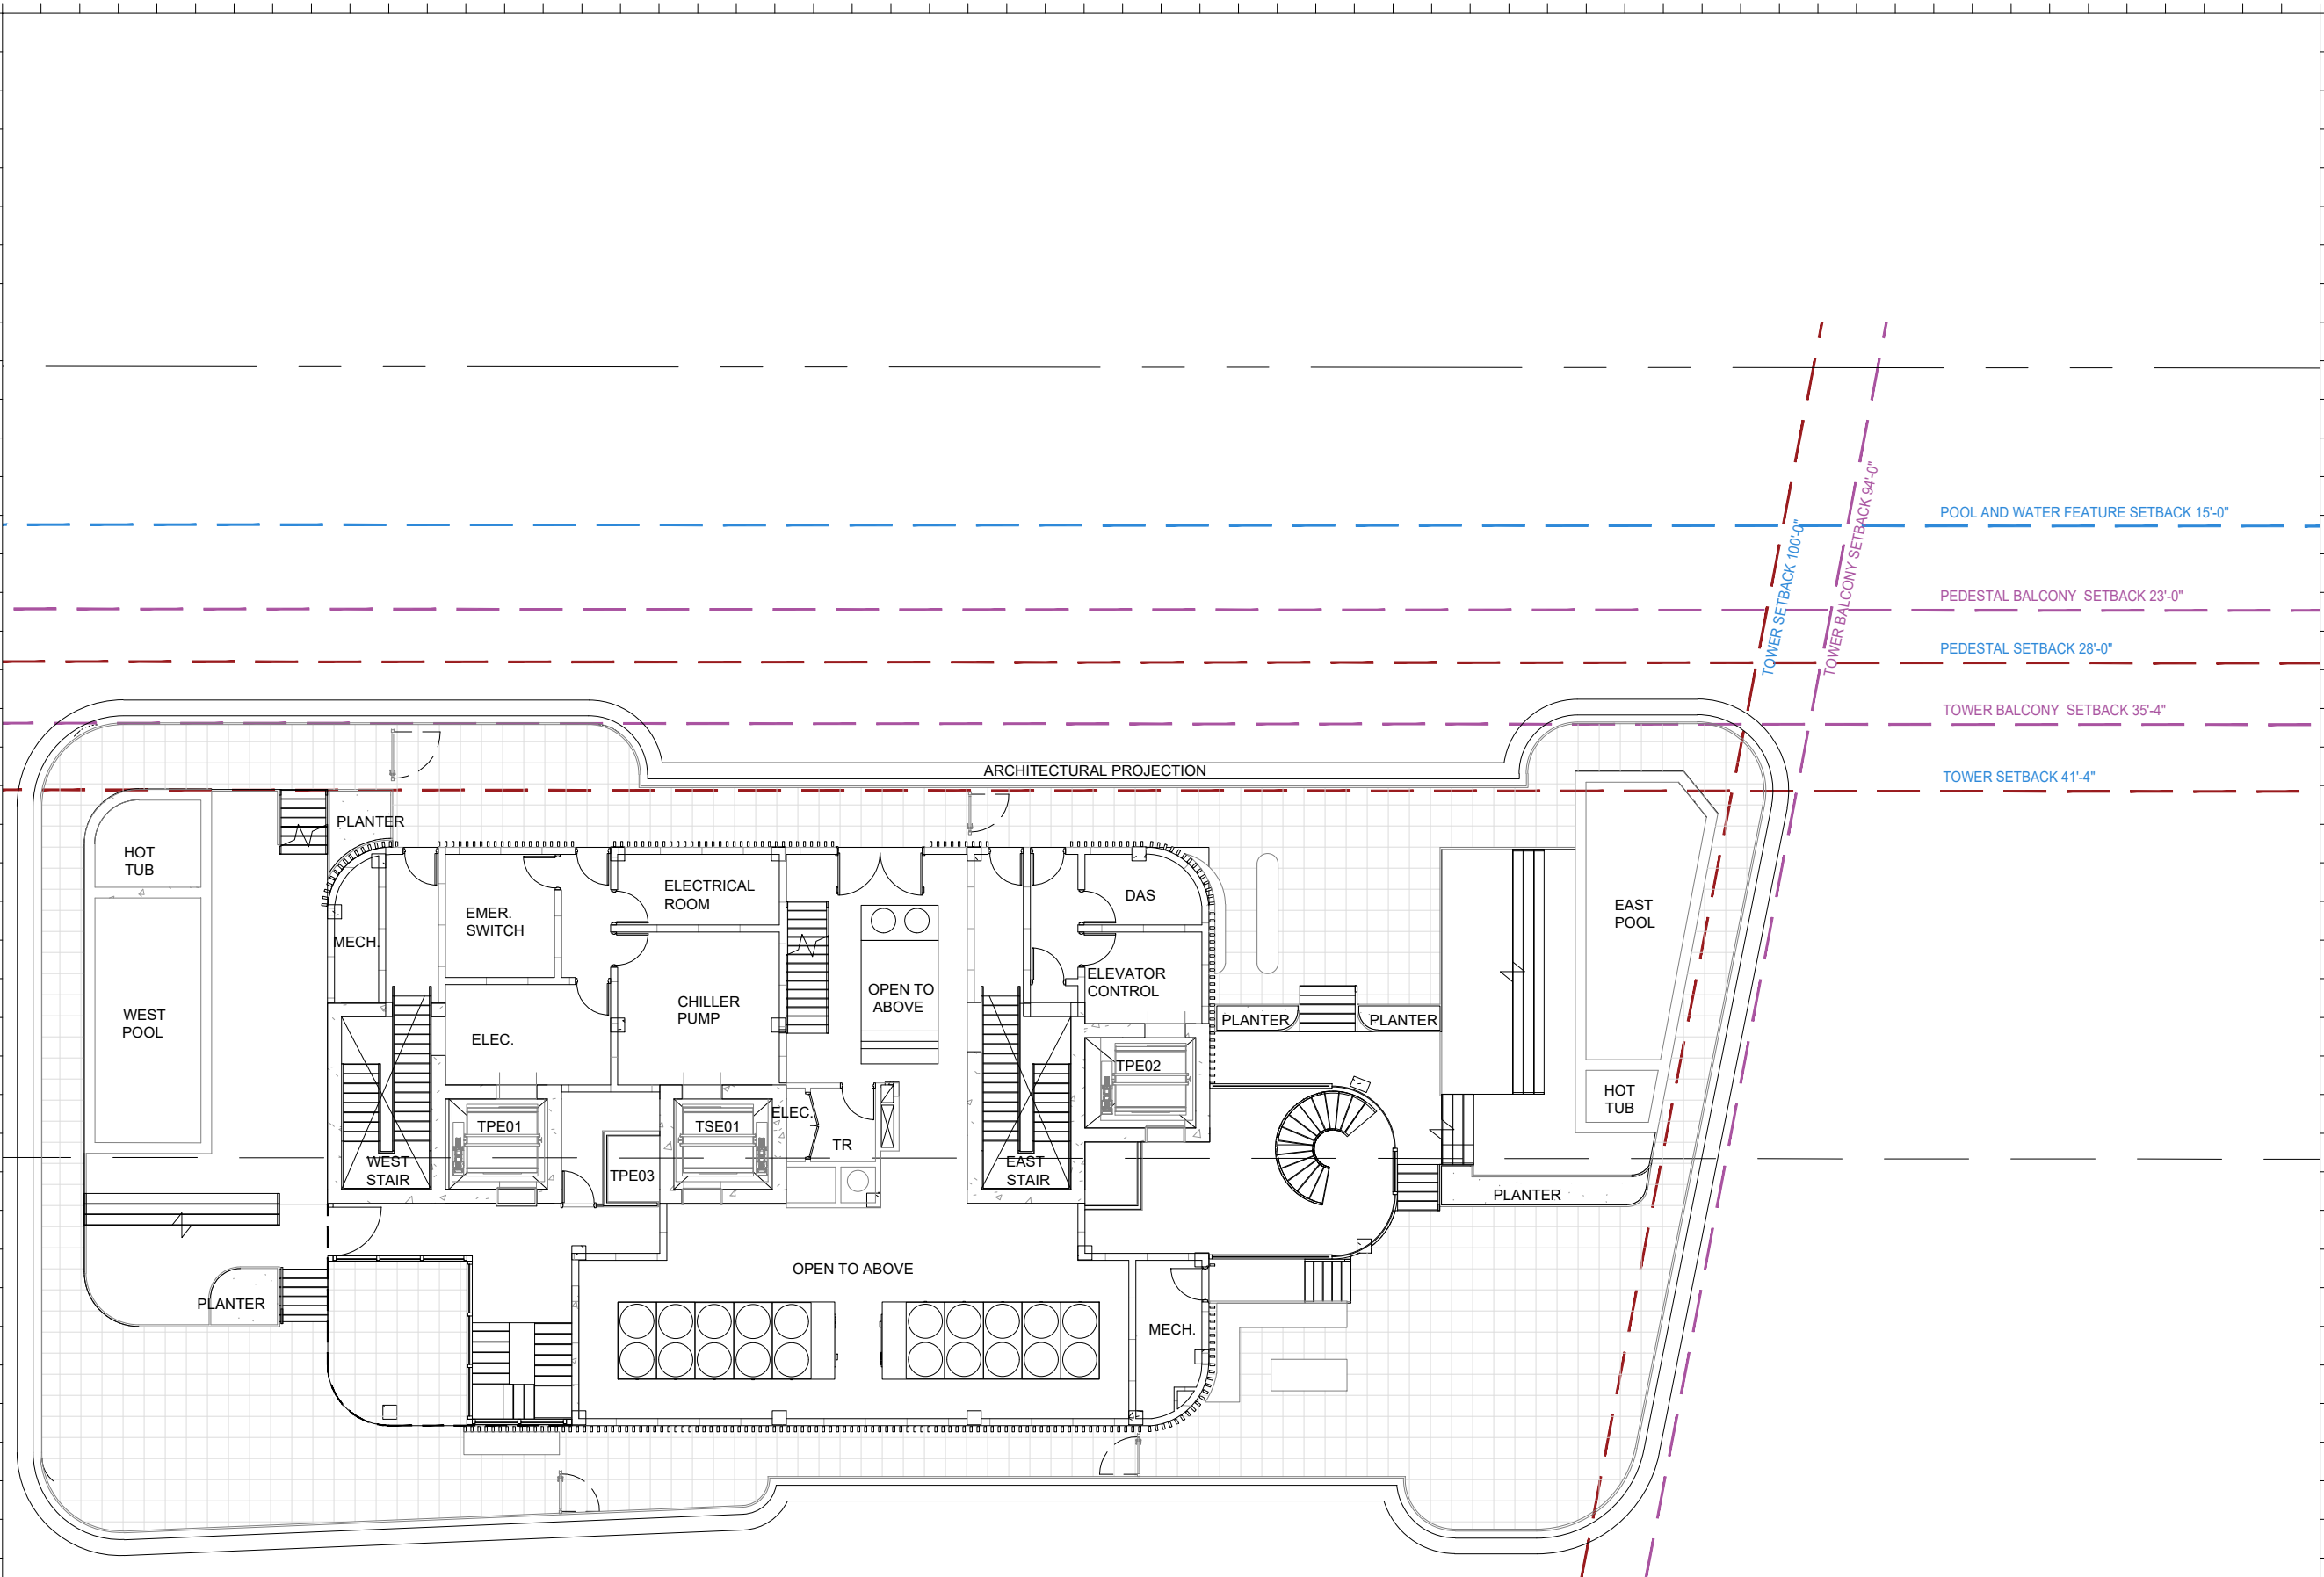 POOL AND WATER FEATURE SETBACK 15'-0"
TOWER SETBACK 100'-0"
TOWER BALCONY SETBACK 94'-0"
PEDESTAL BALCONY SETBACK 23'-0"
PEDESTAL SETBACK 28'-0"
TOWER BALCONY SETBACK 35'-4"
ARCHITECTURAL PROJECTION
TOWER SETBACK 41'-4"
PLANTER
HOT
TUB
ELECTRICAL
ROOM
DAS
EMER.
SWITCH
EAST
POOL
MECH.
ELEVATOR
CONTROL
OPEN TO
ABOVE
CHILLER
PUMP
WEST
POOL
PLANTER
PLANTER
ELEC.
TPE02
HOT
TUB
ELEC.
TPE01
TSE01
TR
WEST
STAIR
TPE03
EAST
STAIR
PLANTER
OPEN TO ABOVE
PLANTER
MECH.